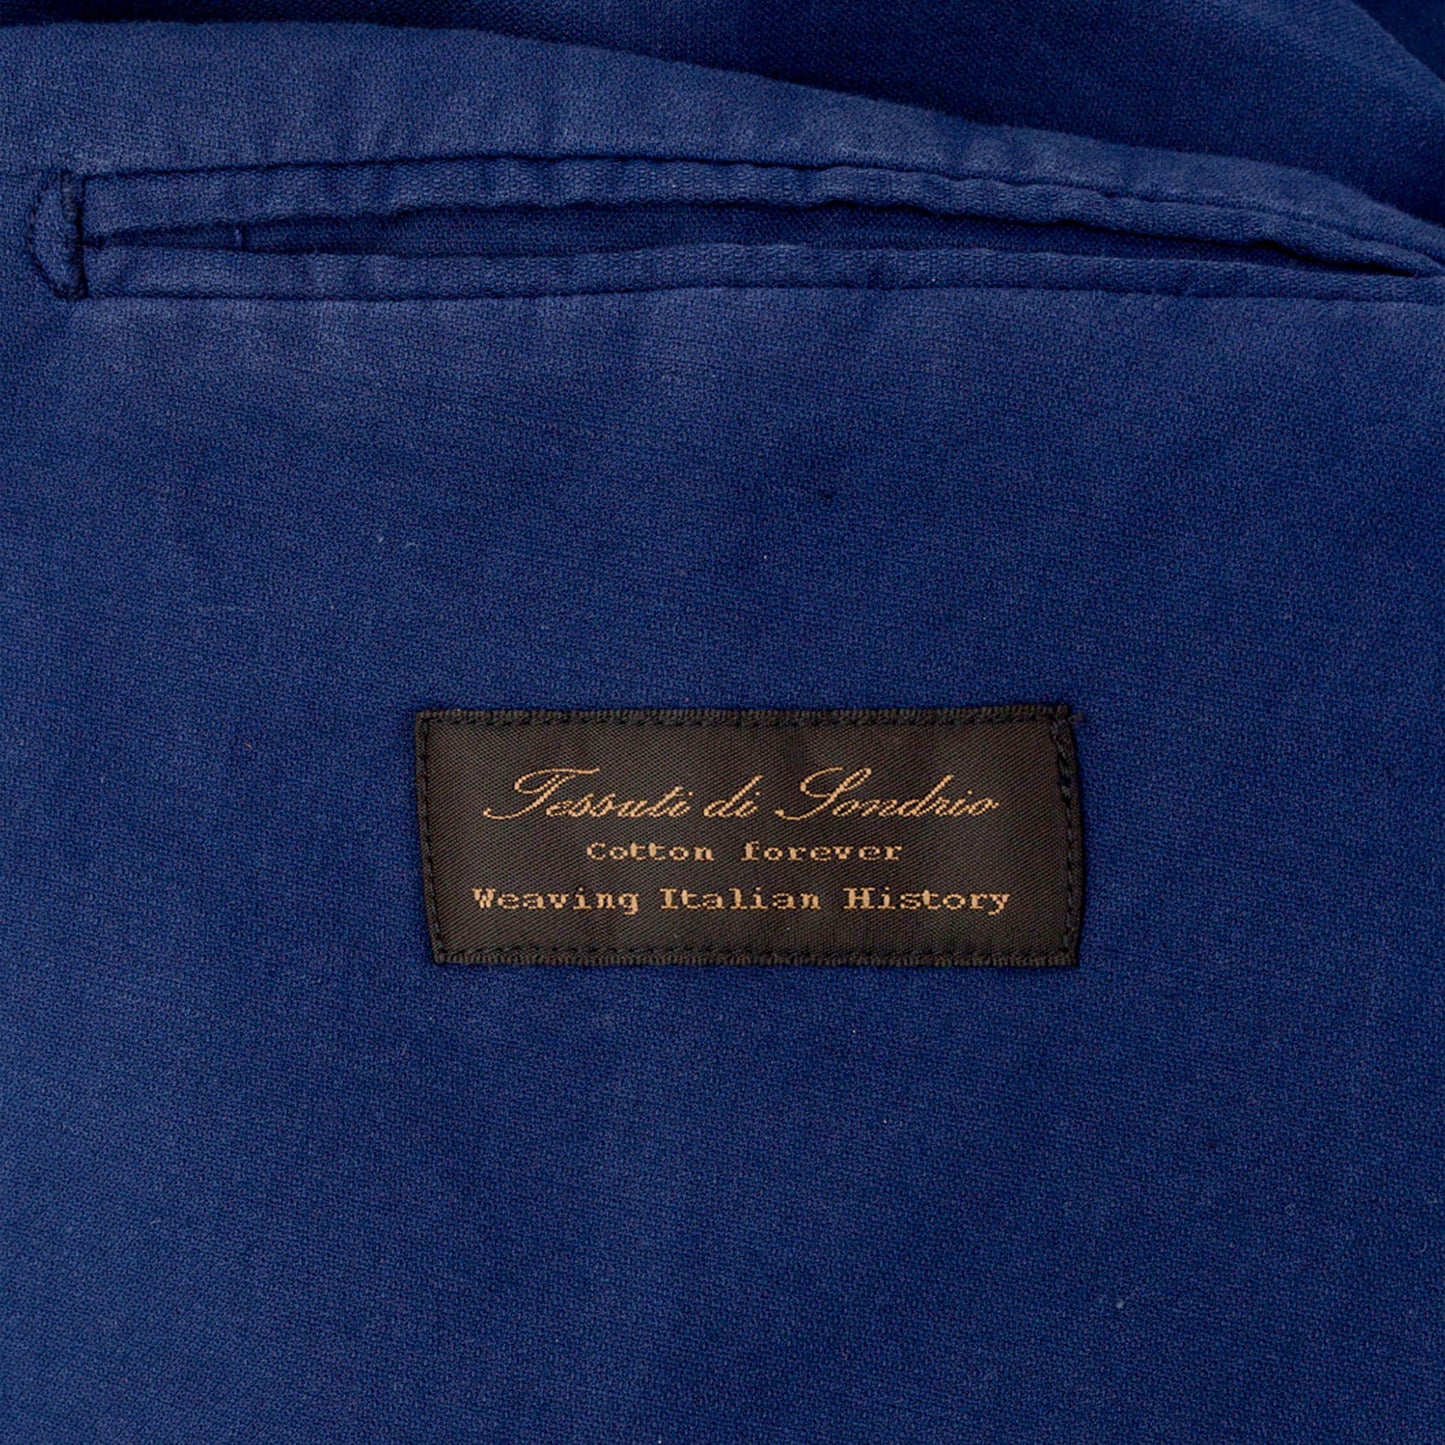 Tessuti di Sondrio
Cotton forever
Weaving Italian History